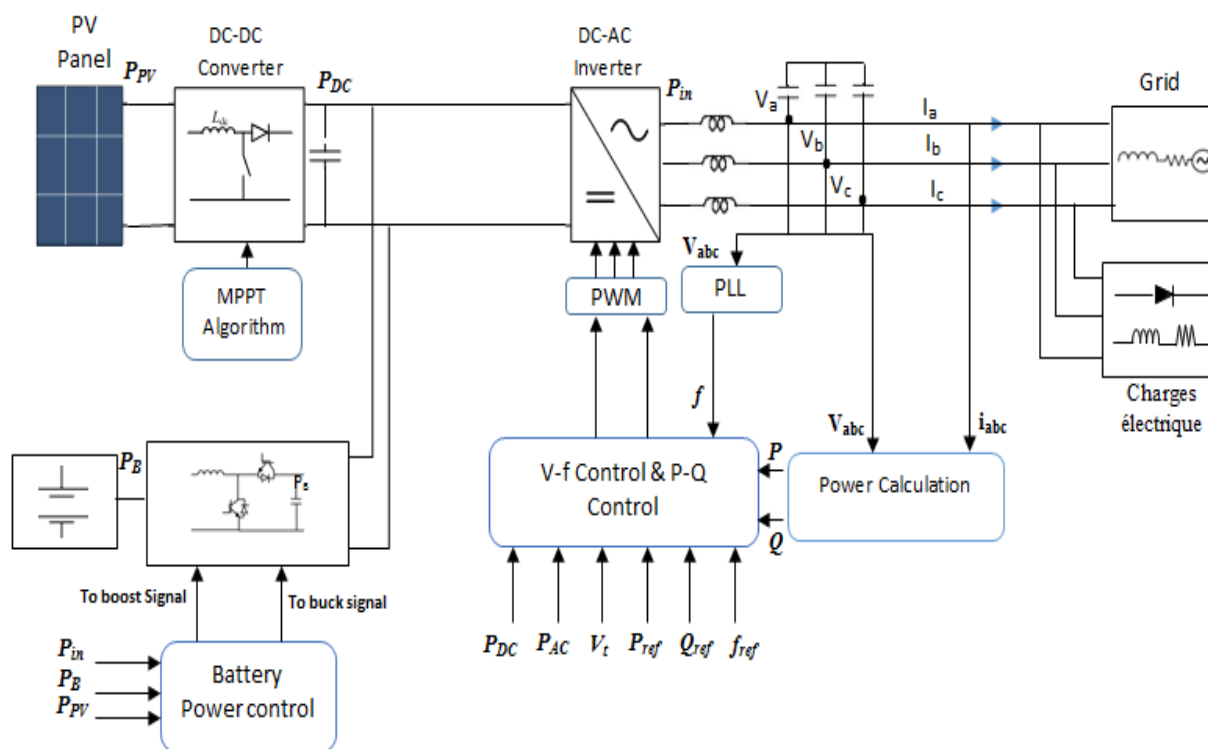 PV
Panel
DC-DC
Converter
DC-AC
Inverter
Grid
P_PV
P_DC
P_in
V_a
I_a
V_b
I_b
V_c
I_c
V_abc
MPPT
Algorithm
PWM
PLL
f
V_abc
i_abc
Charges
électrique
P_B
P
V-f Control & P-Q
Control
Power Calculation
Q
To boost Signal
To buck signal
P_DC
P_AC
V_t
P_ref
Q_ref
f_ref
P_in
P_B
P_PV
Battery
Power control